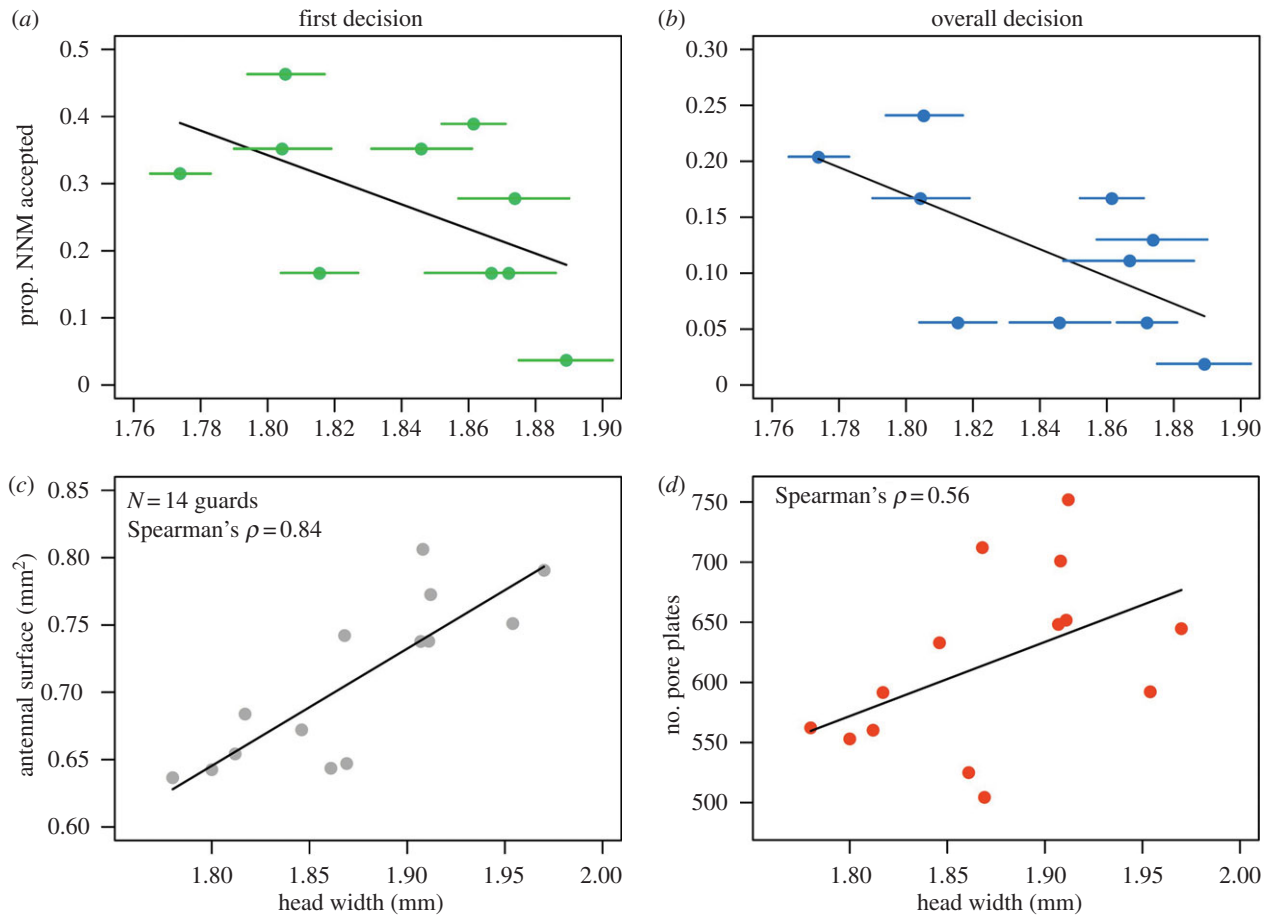 (a) first decision
prop. NNM accepted
0.5
0.4
0.3
0.2
0.1
0
1.76 1.78 1.80 1.82 1.84 1.86 1.88 1.90
(b) overall decision
0.30
0.25
0.20
0.15
0.10
0.05
0
1.76 1.78 1.80 1.82 1.84 1.86 1.88 1.90
(c)
N = 14 guards
Spearman's ρ = 0.84
antennal surface (mm²)
0.85
0.80
0.75
0.70
0.65
0.60
1.80 1.85 1.90 1.95 2.00
head width (mm)
(d)
Spearman's ρ = 0.56
no. pore plates
750
700
650
600
550
500
1.80 1.85 1.90 1.95 2.00
head width (mm)